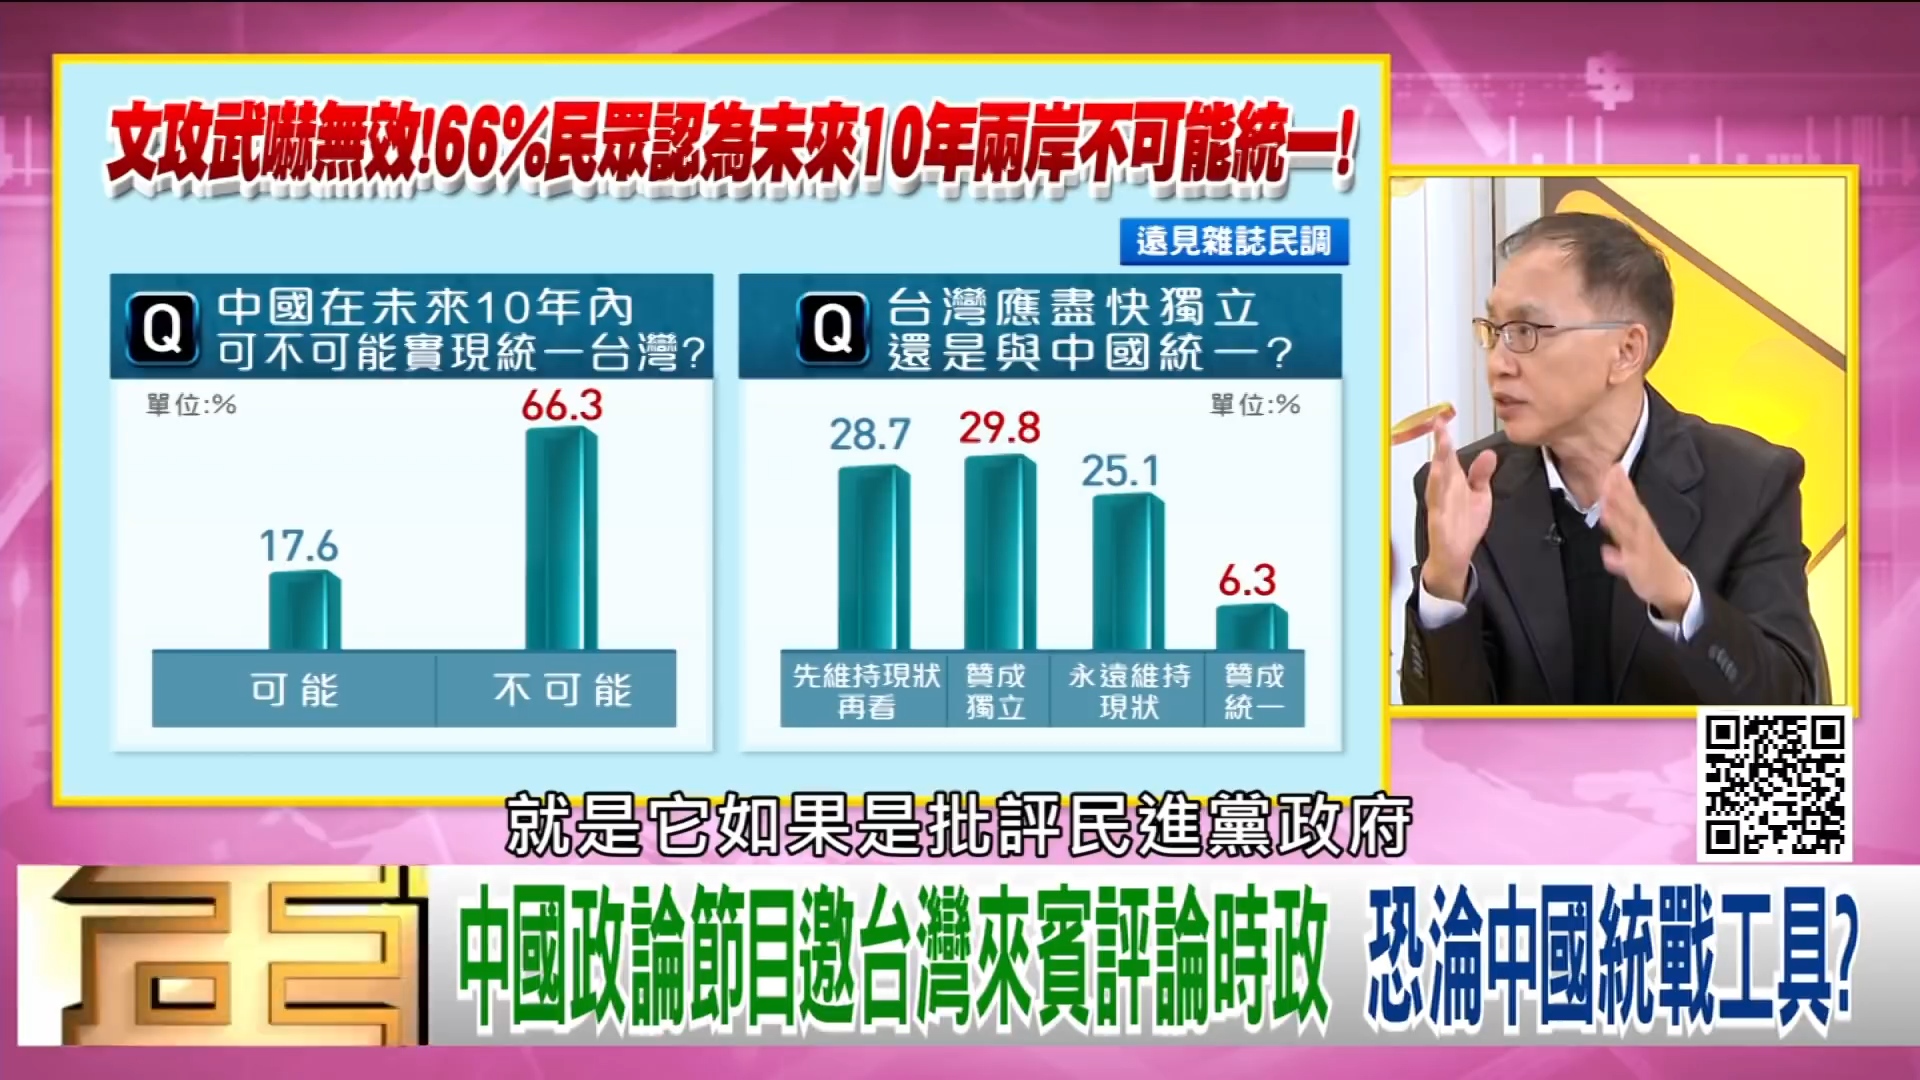 文攻武嚇無效!66%民眾認為未來10年兩岸不可能統一!
遠見雜誌民調
Q 中國在未來10年內
可不可能實現統一台灣?
單位:%
17.6
66.3
可能
不可能
Q 台灣應盡快獨立
還是與中國統一?
單位:%
28.7
29.8
25.1
6.3
先維持現狀
再看
贊成
獨立
永遠維持
現狀
贊成
統一
就是它如果是批評民進黨政府
中國政論節目邀台灣來賓評論時政 恐淪中國統戰工具?